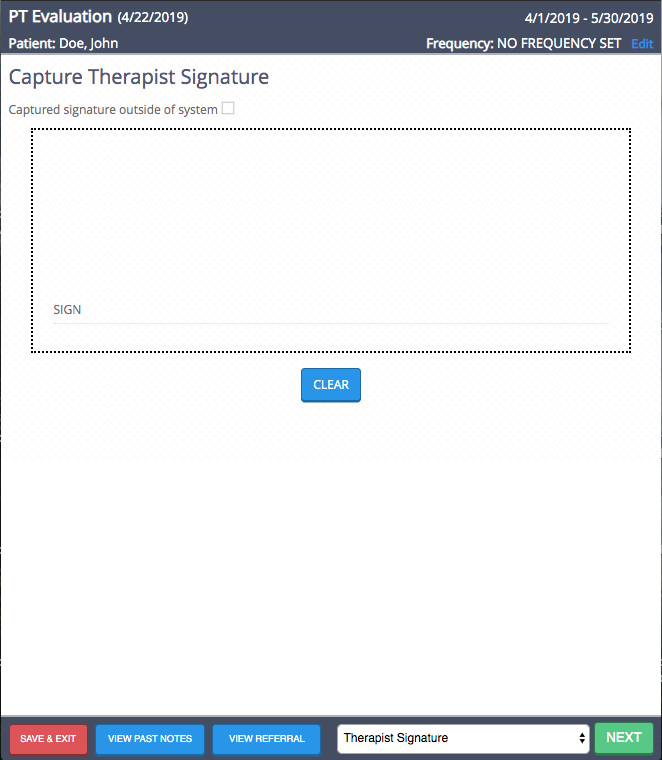 PT Evaluation (4/22/2019) 4/1/2019 - 5/30/2019
Patient: Doe, John Frequency: NO FREQUENCY SET Edit
Capture Therapist Signature
Captured signature outside of system
SIGN
CLEAR
SAVE & EXIT VIEW PAST NOTES VIEW REFERRAL Therapist Signature NEXT